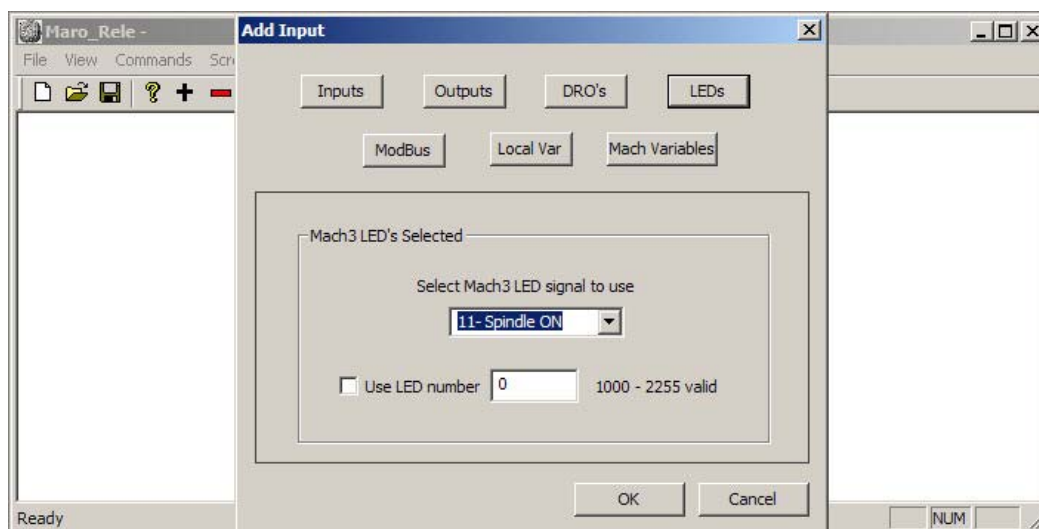 Maro_Rele -
File View Commands Scr
Add Input
Inputs Outputs DRO's LEDs
ModBus Local Var Mach Variables
Mach3 LED's Selected
Select Mach3 LED signal to use
11- Spindle ON
Use LED number 0 1000 - 2255 valid
OK Cancel
Ready NUM